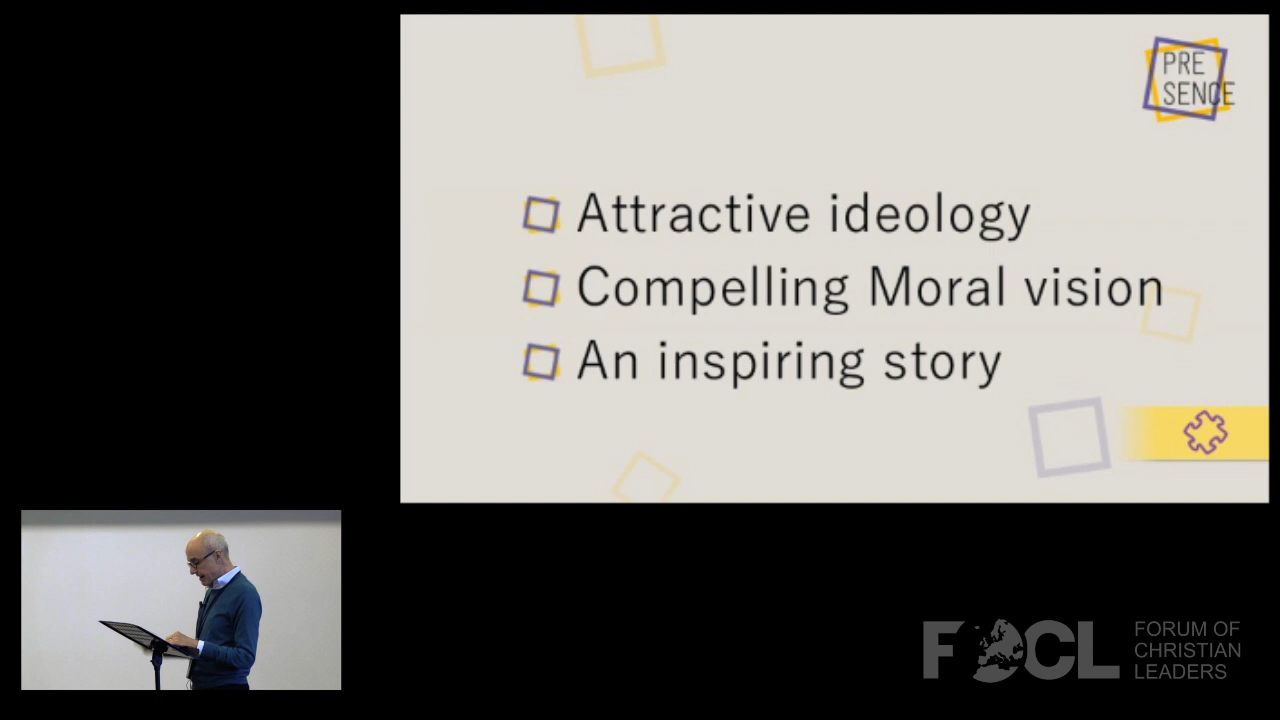 PRE
SENCE
Attractive ideology
Compelling Moral vision
An inspiring story
FOCL
FORUM OF
CHRISTIAN
LEADERS